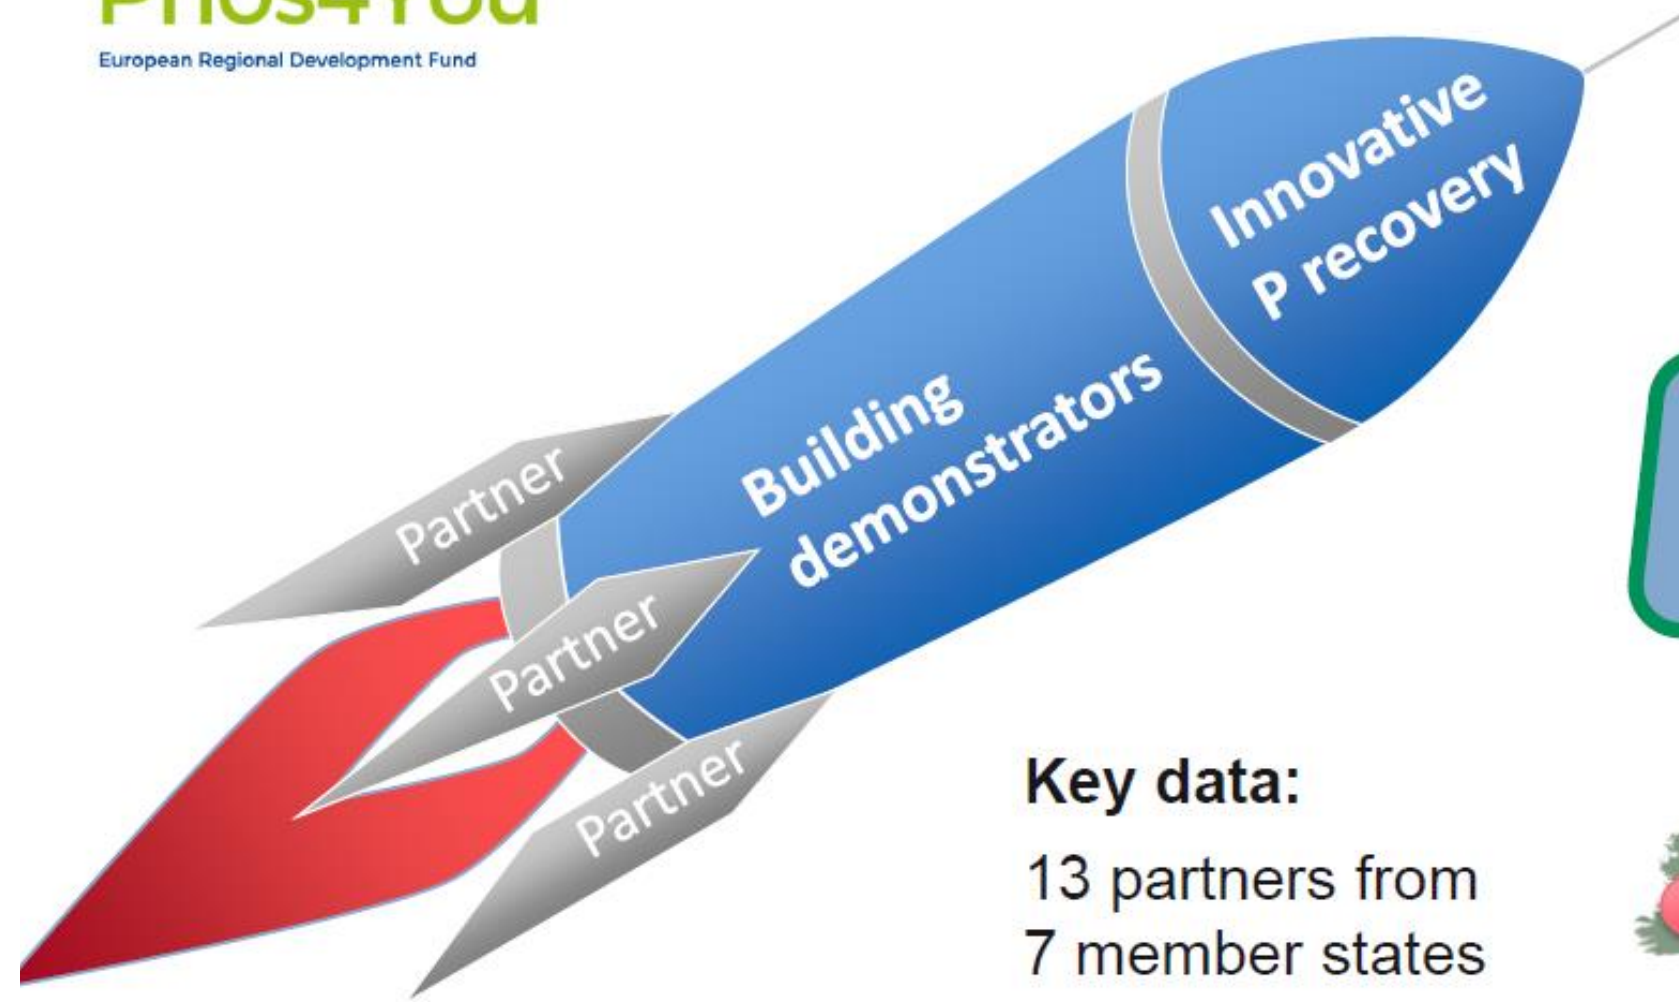 Phos4You
European Regional Development Fund
Innovative
P recovery
Building
demonstrators
Partner
Partner
Partner
Key data:
13 partners from
7 member states